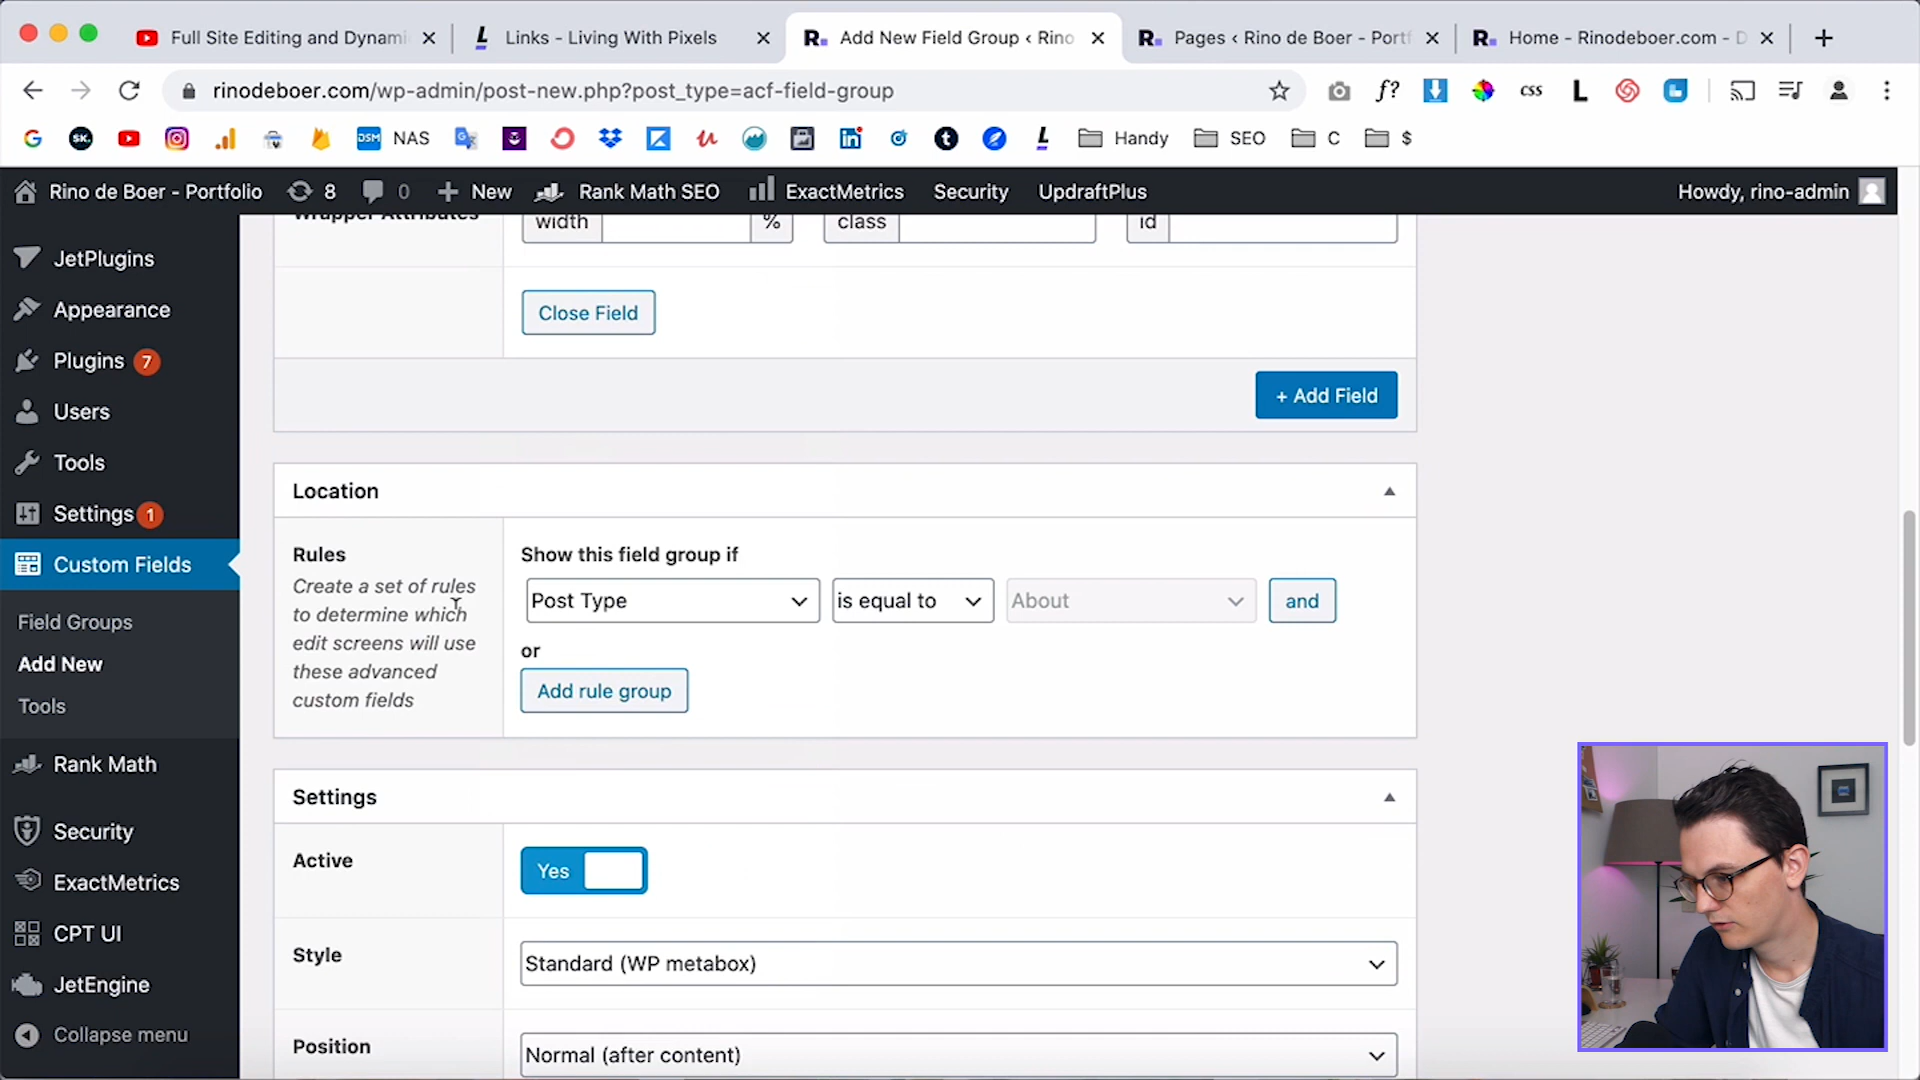 Full Site Editing and Dynami
Links - Living With Pixels
Add New Field Group ‹ Rino
Pages ‹ Rino de Boer - Portf
Home - Rinodeboer.com - D
rinodeboer.com/wp-admin/post-new.php?post_type=acf-field-group
f?
CSS
L
G
SK.
DSM
NAS
Handy
SEO
C
$
Rino de Boer - Portfolio
8
0
New
Rank Math SEO
ExactMetrics
Security
UpdraftPlus
Howdy, rino-admin
JetPlugins
Appearance
Plugins 7
Users
Tools
Settings 1
Custom Fields
Field Groups
Add New
Tools
Rank Math
Security
ExactMetrics
CPT UI
JetEngine
Collapse menu
Wrapper Attributes
width
%
class
id
Close Field
+ Add Field
Location
Rules
Create a set of rules
to determine which
edit screens will use
these advanced
custom fields
Show this field group if
Post Type
is equal to
About
and
or
Add rule group
Settings
Active
Yes
Style
Standard (WP metabox)
Position
Normal (after content)